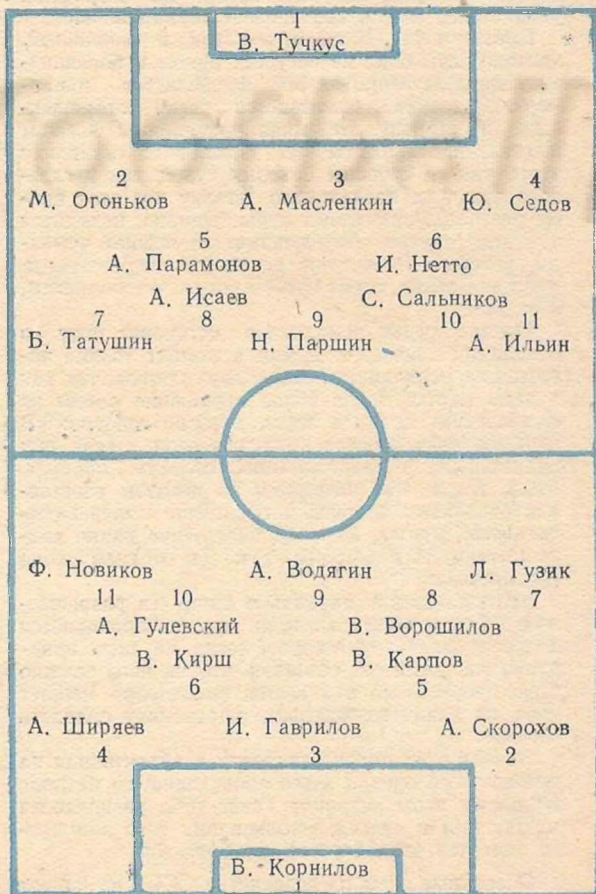 1
В. Тучкус
2 3 4
М. Огоньков А. Масленкин Ю. Седов
5 6
А. Парамонов И. Нетто
А. Исаев С. Сальников
7 8 9 10 11
Б. Татушин Н. Паршин А. Ильин
Ф. Новиков А. Водягин Л. Гузик
11 10 9 8 7
А. Гулевский В. Ворошилов
В. Кирш В. Карпов
6 5
А. Ширяев И. Гаврилов А. Скорохов
4 3 2
В. Корнилов
1